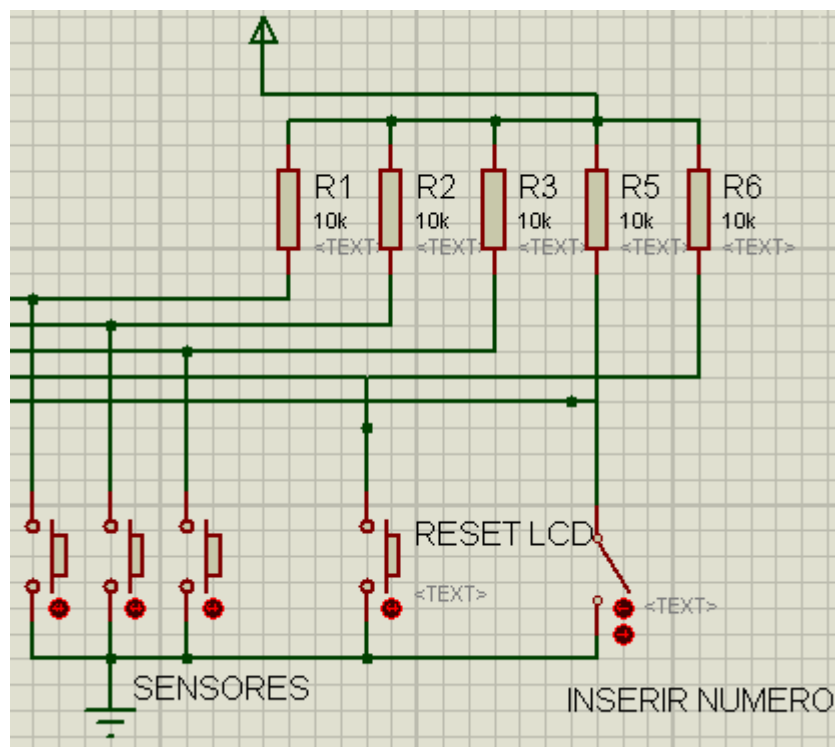 R1 R2 R3 R5 R6
10k 10k 10k 10k 10k
<TEXT> <TEXT> <TEXT> <TEXT> <TEXT>
RESET LCD
<TEXT>
<TEXT>
SENSORES
INSERIR NUMERO